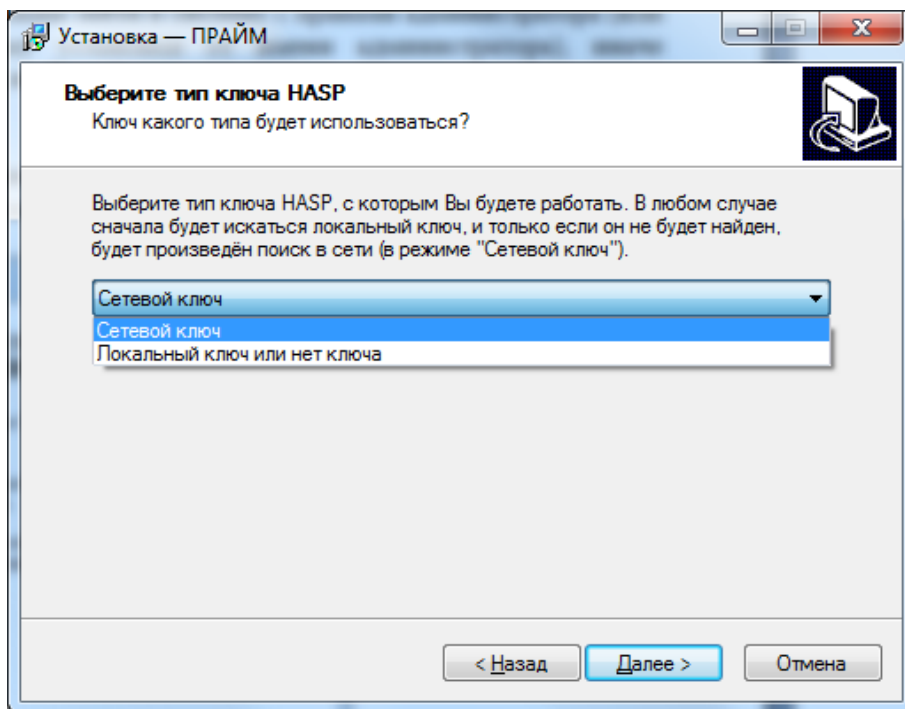 Установка — ПРАЙМ
Выберите тип ключа HASP
Ключ какого типа будет использоваться?
Выберите тип ключа HASP, с которым Вы будете работать. В любом случае
сначала будет искаться локальный ключ, и только если он не будет найден,
будет произведён поиск в сети (в режиме "Сетевой ключ").
Сетевой ключ
Сетевой ключ
Локальный ключ или нет ключа
< Назад
Далее >
Отмена